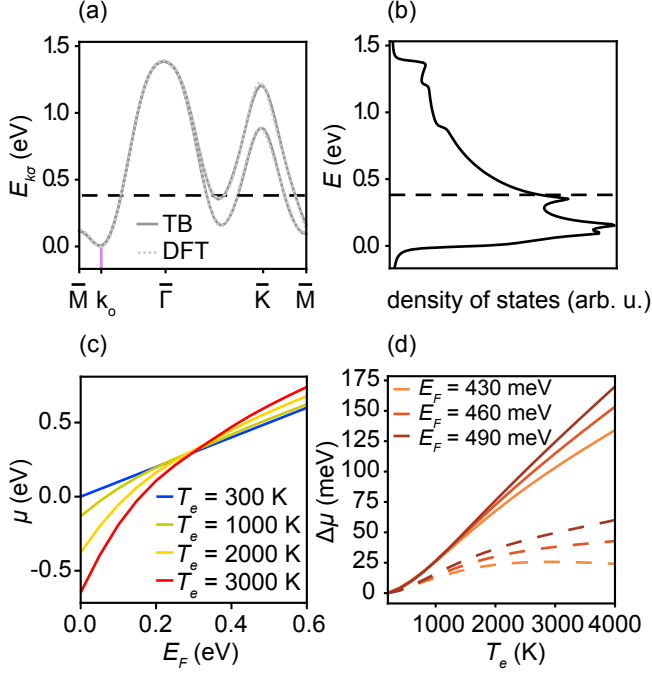 (a)
1.5
1.0
0.5
0.0
E_kσ (eV)
TB
DFT
M̅ k_o Γ̅ K̅ M̅
(b)
1.5
1.0
0.5
0.0
E (ev)
density of states (arb. u.)
(c)
0.5
0.0
-0.5
μ (eV)
T_e = 300 K
T_e = 1000 K
T_e = 2000 K
T_e = 3000 K
0.0 0.2 0.4 0.6
E_F (eV)
(d)
175
150
125
100
75
50
25
0
Δμ (meV)
E_F = 430 meV
E_F = 460 meV
E_F = 490 meV
1000 2000 3000 4000
T_e (K)